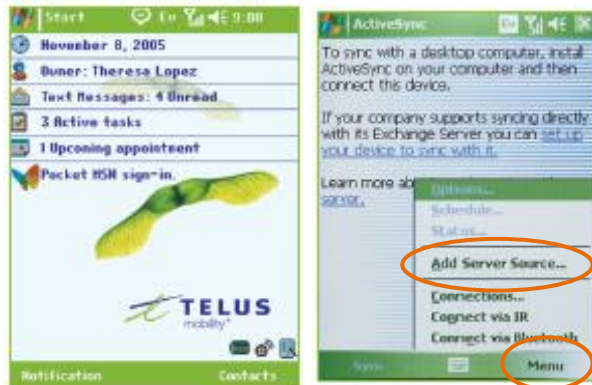 Start 9:00
November 8, 2005
Owner: Theresa Lopez
Text Messages: 4 Unread
3 Active tasks
1 Upcoming appointment
Pocket MSN sign-in.
TELUS
mobility
Notification Contacts
ActiveSync
To sync with a desktop computer, install
ActiveSync on your computer and then
connect this device.
If your company supports syncing directly
with its Exchange Server you can set up
your device to sync with it.
Learn more
server.
Options...
Schedule...
Status...
Add Server Source...
Connections...
Connect via IR
Connect via Bluetooth
Sync Menu